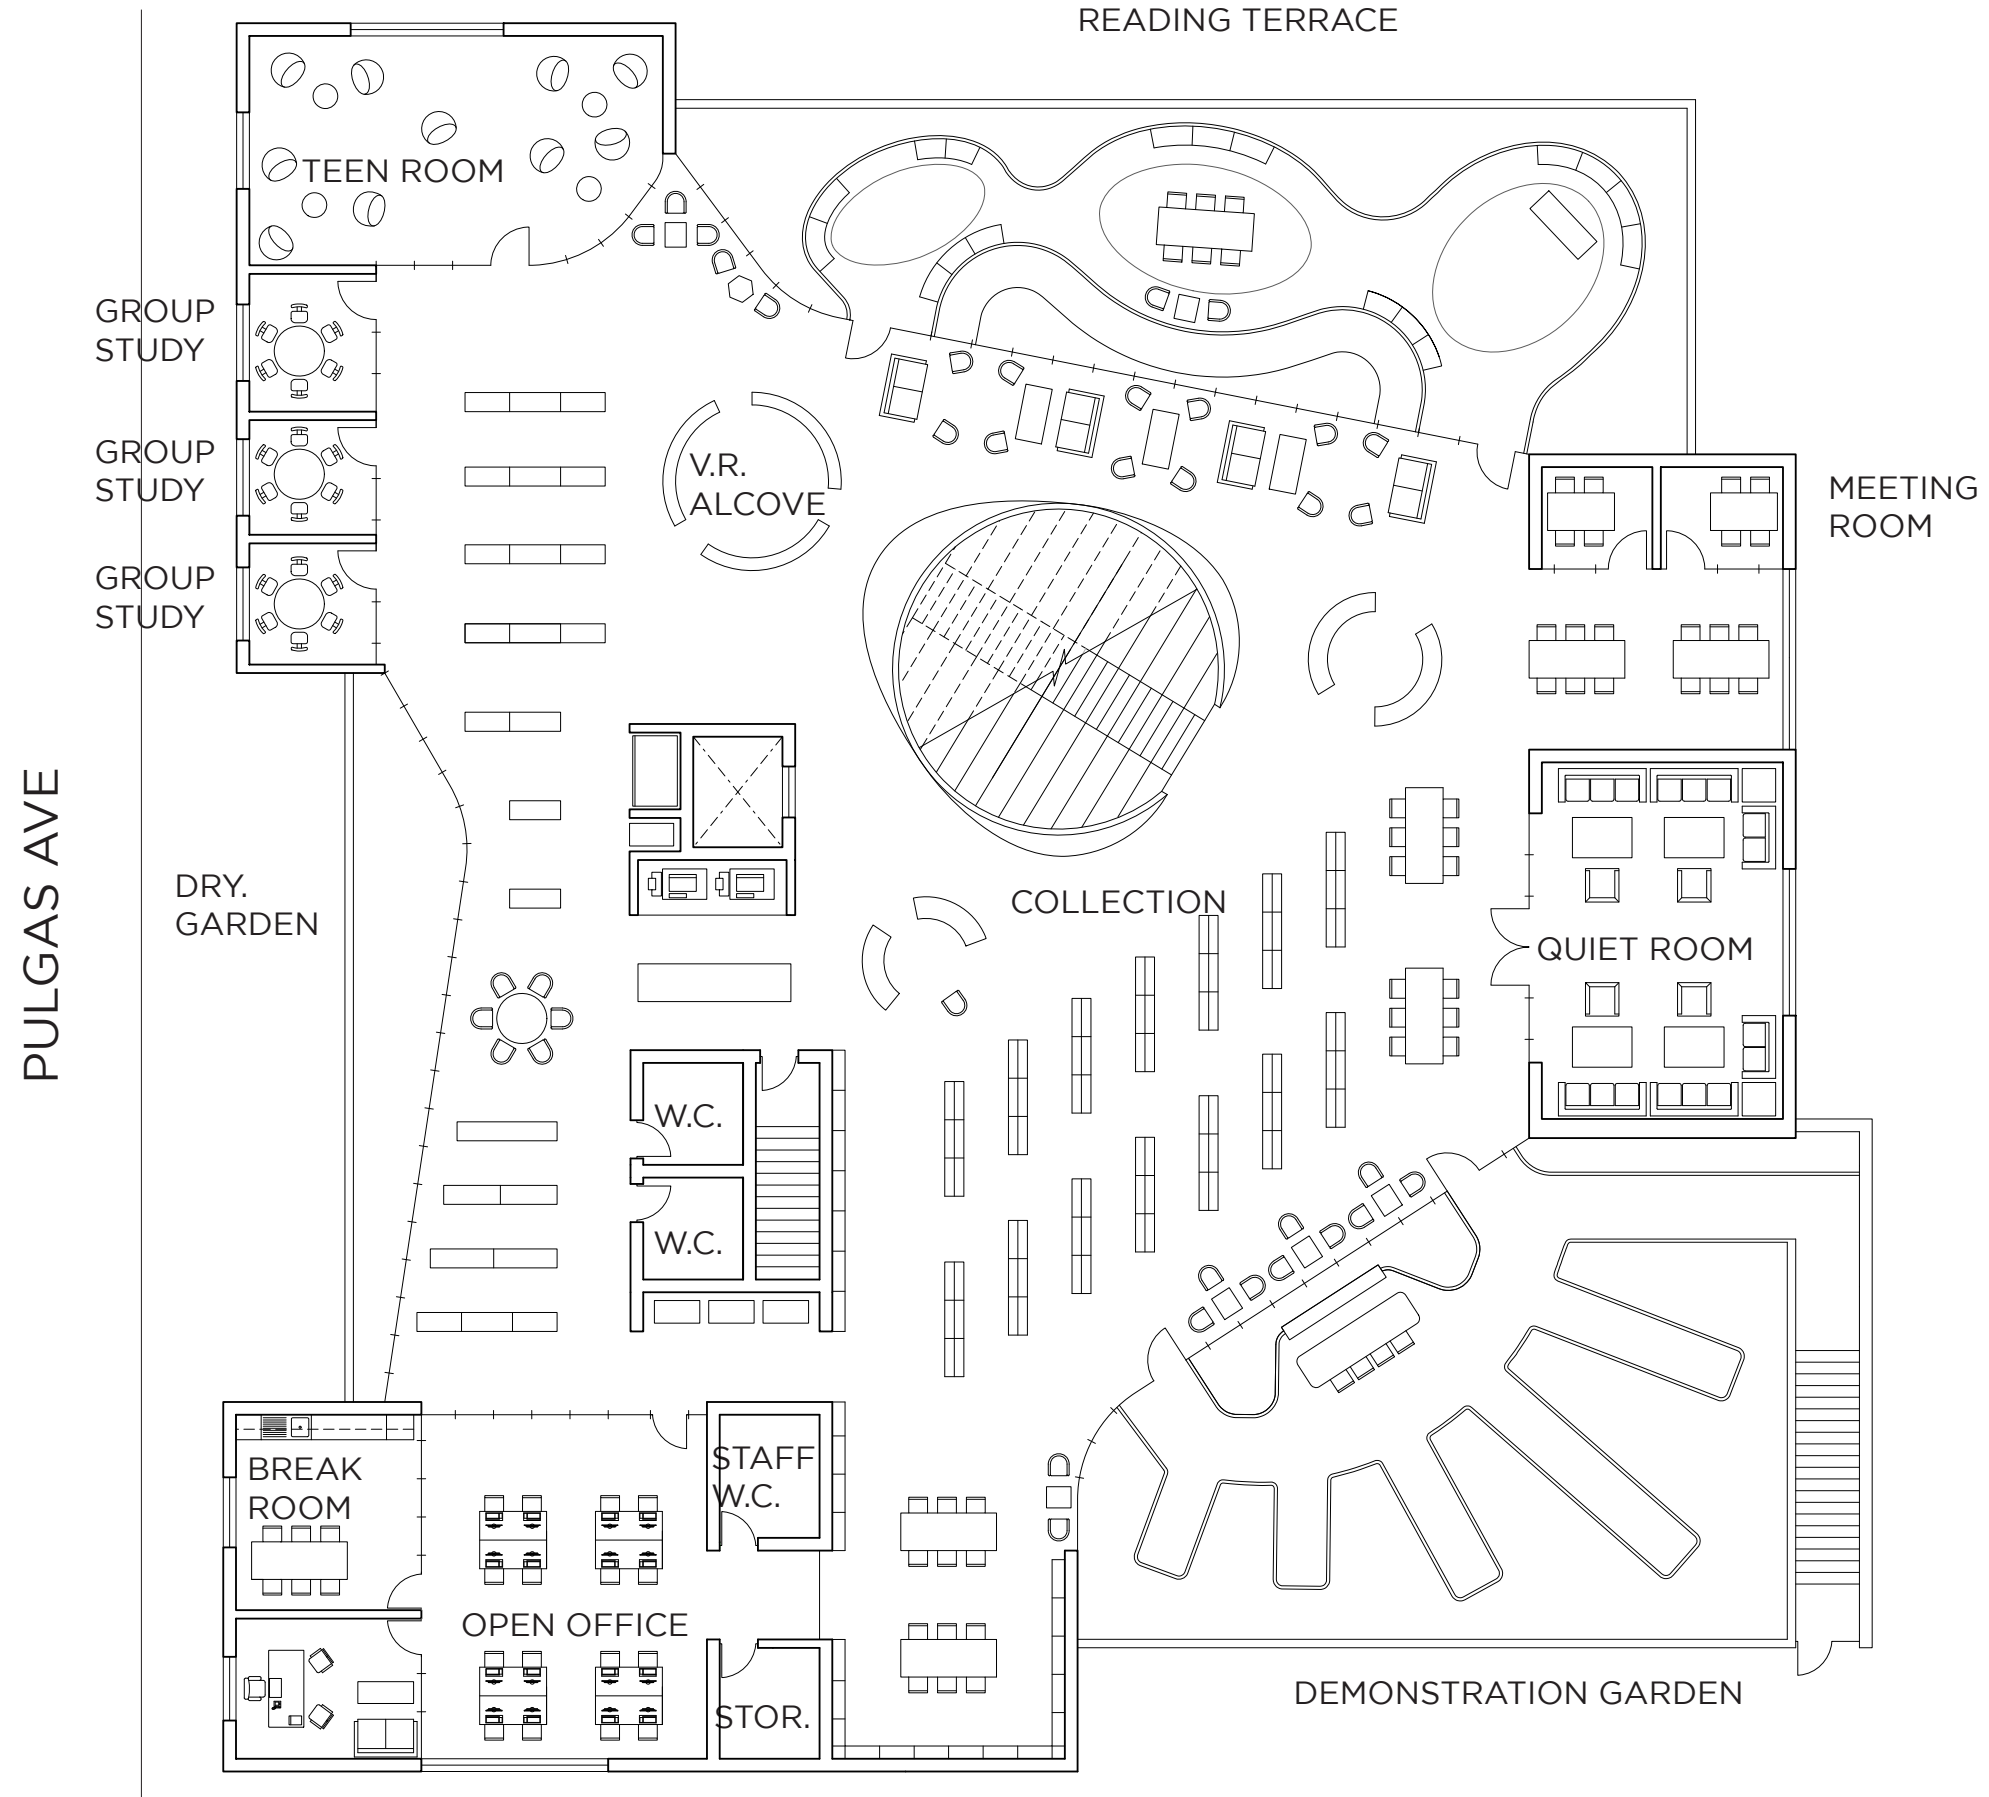 READING TERRACE
TEEN ROOM
GROUP
STUDY
GROUP
STUDY
GROUP
STUDY
V.R.
ALCOVE
MEETING
ROOM
PULGAS AVE
DRY.
GARDEN
COLLECTION
QUIET ROOM
W.C.
W.C.
STAFF
W.C.
BREAK
ROOM
OPEN OFFICE
STOR.
DEMONSTRATION GARDEN